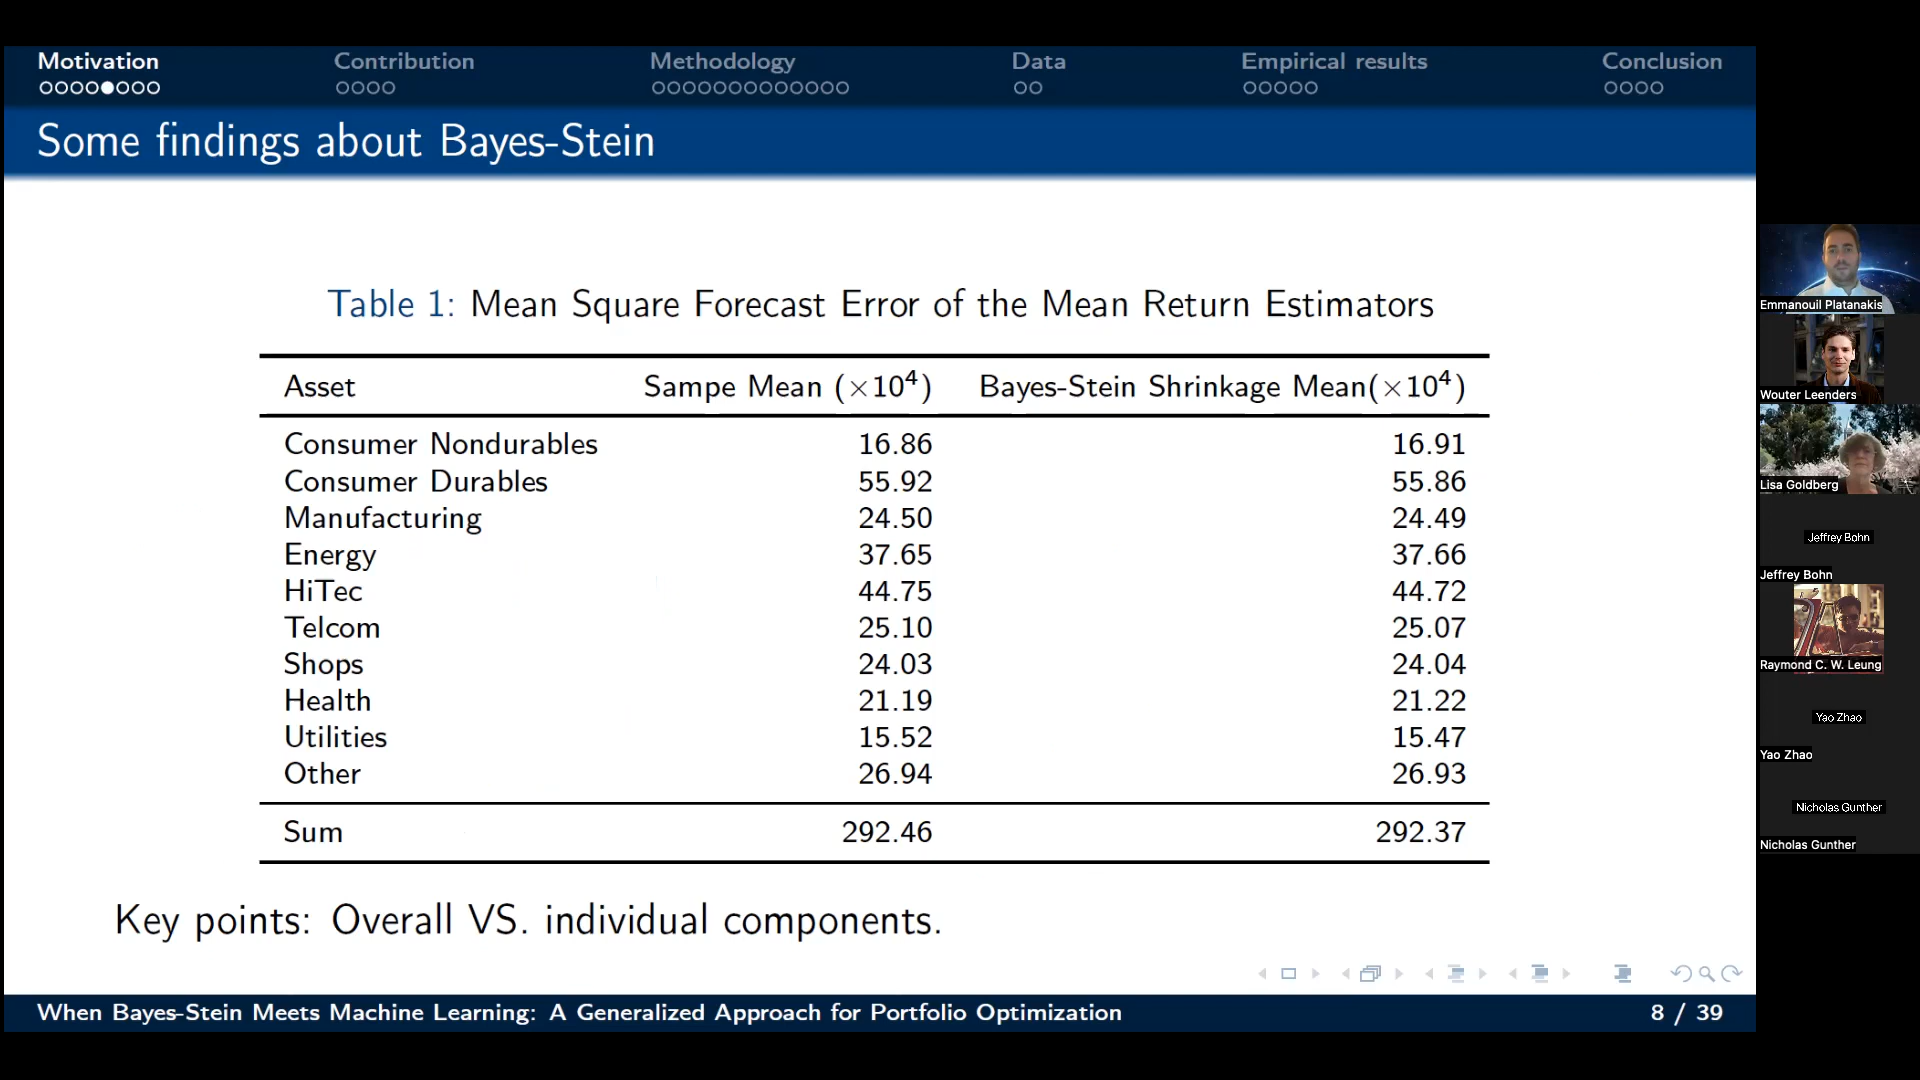 Motivation Contribution Methodology Data Empirical results Conclusion
Some findings about Bayes-Stein
Table 1: Mean Square Forecast Error of the Mean Return Estimators
Asset Sampe Mean (×10⁴) Bayes-Stein Shrinkage Mean(×10⁴)
Consumer Nondurables 16.86 16.91
Consumer Durables 55.92 55.86
Manufacturing 24.50 24.49
Energy 37.65 37.66
HiTec 44.75 44.72
Telcom 25.10 25.07
Shops 24.03 24.04
Health 21.19 21.22
Utilities 15.52 15.47
Other 26.94 26.93
Sum 292.46 292.37
Key points: Overall VS. individual components.
When Bayes-Stein Meets Machine Learning: A Generalized Approach for Portfolio Optimization 8 / 39
Emmanouil Platanakis
Wouter Leenders
Lisa Goldberg
Jeffrey Bohn
Jeffrey Bohn
Raymond C. W. Leung
Yao Zhao
Yao Zhao
Nicholas Gunther
Nicholas Gunther